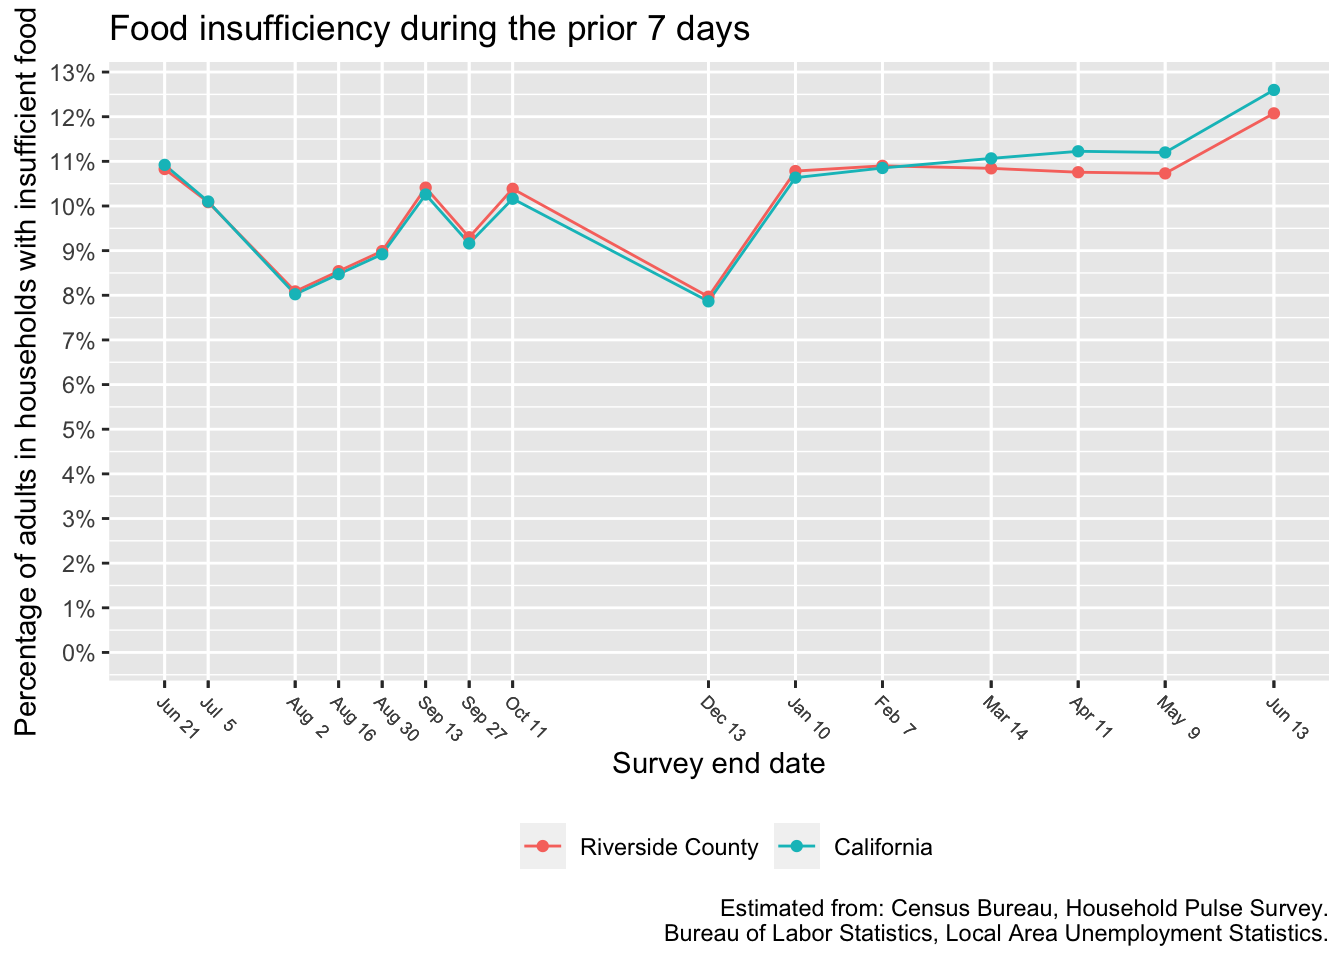 Food insufficiency during the prior 7 days
Percentage of adults in households with insufficient food
13%
12%
11%
10%
9%
8%
7%
6%
5%
4%
3%
2%
1%
0%
Jun 21
Jul 5
Aug 2
Aug 16
Aug 30
Sep 13
Sep 27
Oct 11
Dec 13
Jan 10
Feb 7
Mar 14
Apr 11
May 9
Jun 13
Survey end date
Riverside County
California
Estimated from: Census Bureau, Household Pulse Survey.
Bureau of Labor Statistics, Local Area Unemployment Statistics.